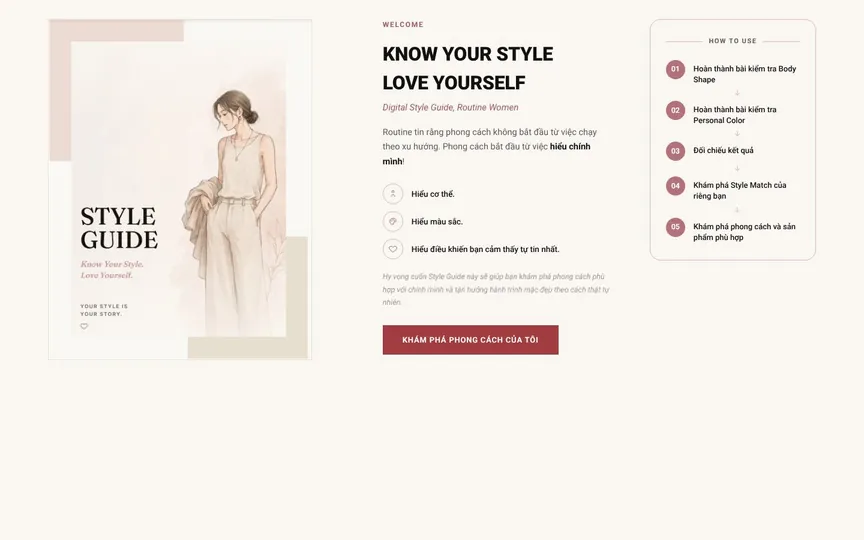 STYLE
GUIDE
Know Your Style.
Love Yourself.
YOUR STYLE IS
YOUR STORY.
WELCOME
KNOW YOUR STYLE
LOVE YOURSELF
Digital Style Guide, Routine Women
Routine tin rằng phong cách không bắt đầu từ việc chạy
theo xu hướng. Phong cách bắt đầu từ việc hiểu chính
mình!
Hiểu cơ thể.
Hiểu màu sắc.
Hiểu điều khiến bạn cảm thấy tự tin nhất.
Hy vọng cuốn Style Guide này sẽ giúp bạn khám phá phong cách phù
hợp với chính mình và tận hưởng hành trình mặc đẹp theo cách thật tự
nhiên.
KHÁM PHÁ PHONG CÁCH CỦA TÔI
HOW TO USE
01 Hoàn thành bài kiểm tra Body
Shape
02 Hoàn thành bài kiểm tra
Personal Color
03 Đối chiếu kết quả
04 Khám phá Style Match của
riêng bạn
05 Khám phá phong cách và sản
phẩm phù hợp